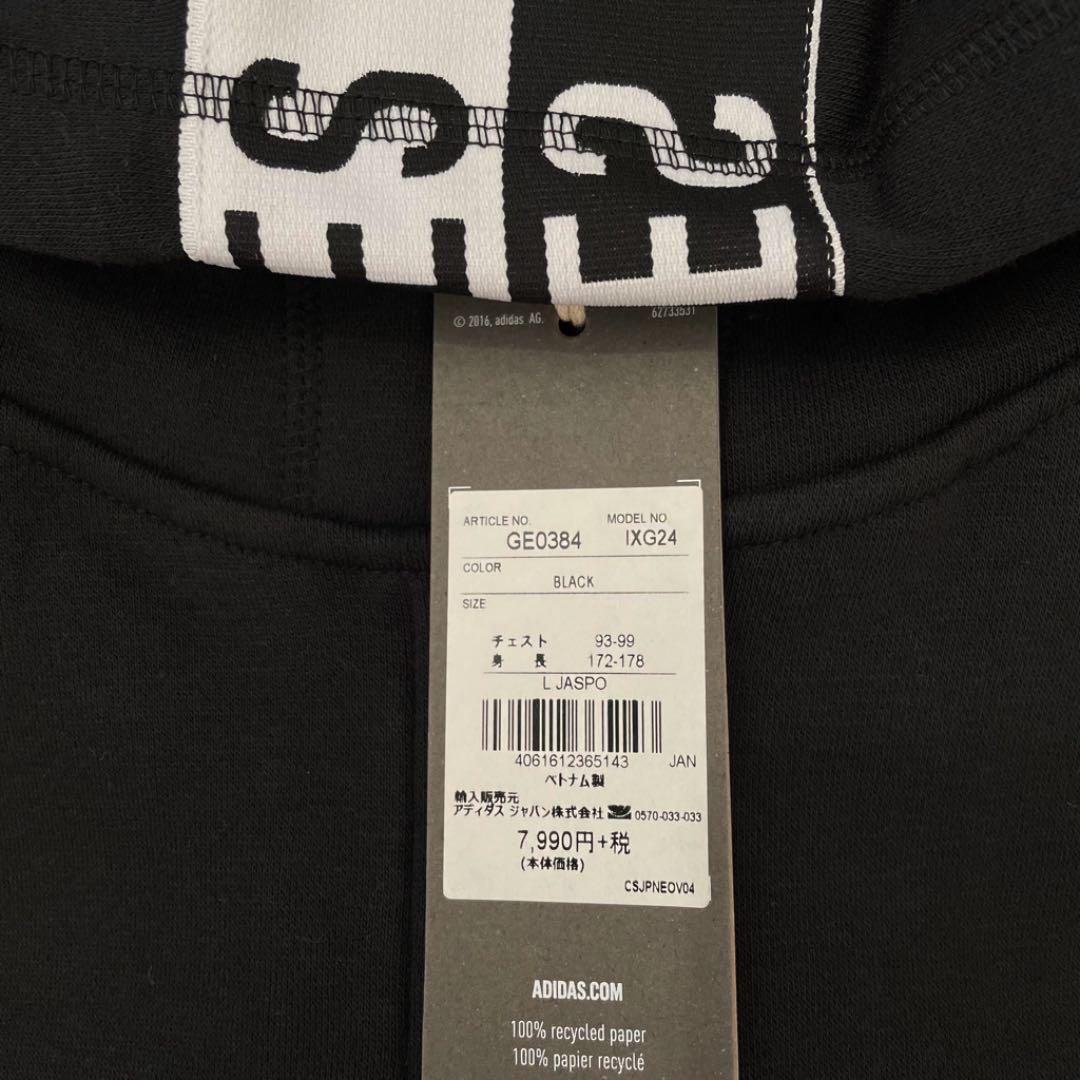 SE
SE
© 2016, adidas AG.
62733531
ARTICLE NO.
MODEL NO
GE0384
IXG24
COLOR
BLACK
SIZE
チェスト 93-99
身 長 172-178
L JASPO
4061612365143 JAN
ベトナム製
輸入販売元
アディダス ジャパン株式会社 0570-033-033
7,990円+税
(本体価格)
CSJPNEOV04
ADIDAS.COM
100% recycled paper
100% papier recyclé